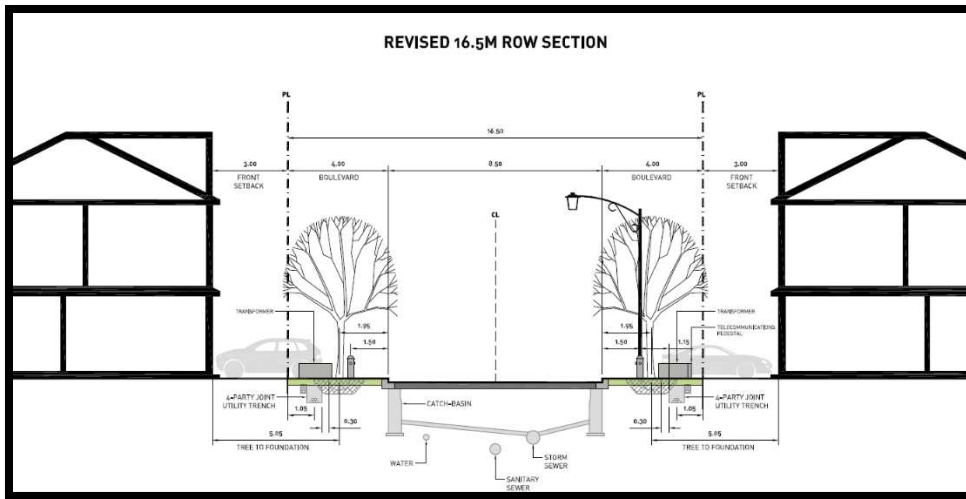 REVISED 16.5M ROW SECTION
PL
PL
16.50
3.00
4.00
8.50
4.00
3.00
FRONT
SETBACK
BOULEVARD
BOULEVARD
FRONT
SETBACK
CL
TRANSFORMER
1.95
1.50
1.95
1.50
1.15
TRANSFORMER
TELECOMMUNICATIONS
PEDESTAL
4-PARTY JOINT
UTILITY TRENCH
1.05
0.30
5.05
TREE TO FOUNDATION
CATCH-BASIN
WATER
SANITARY
SEWER
STORM
SEWER
4-PARTY JOINT
UTILITY TRENCH
0.30
1.05
5.05
TREE TO FOUNDATION